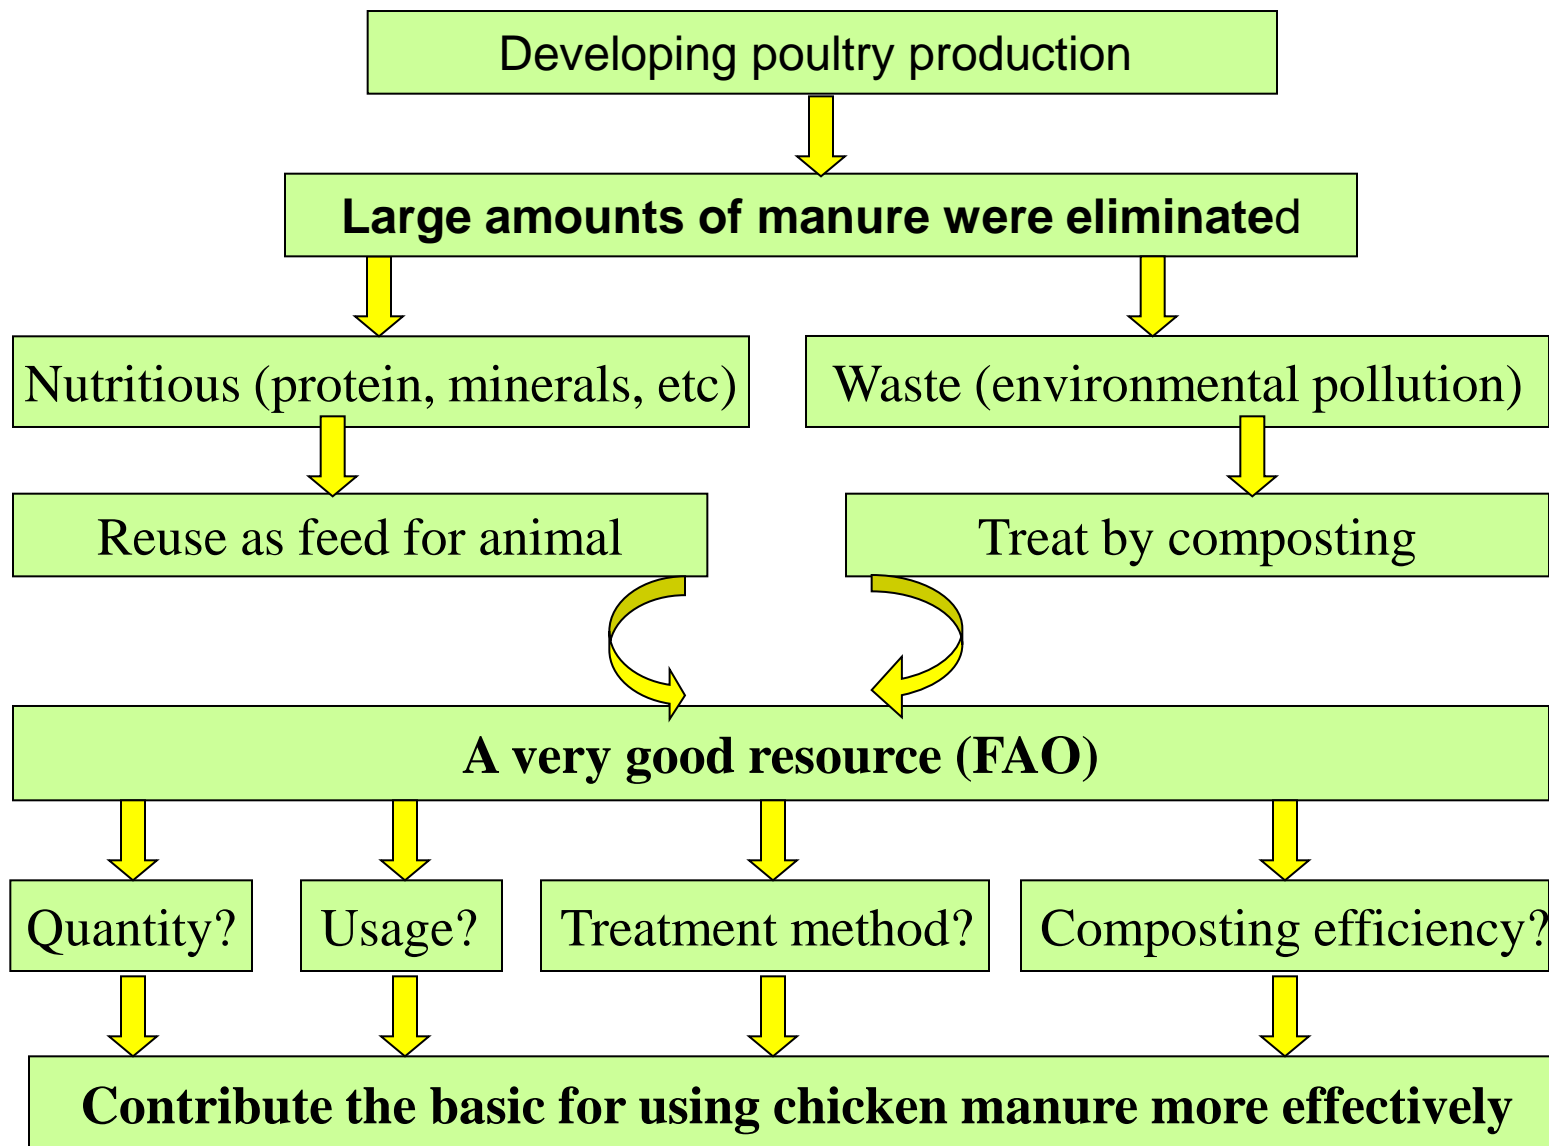 Developing poultry production
Large amounts of manure were eliminated
Nutritious (protein, minerals, etc)
Waste (environmental pollution)
Reuse as feed for animal
Treat by composting
A very good resource (FAO)
Quantity?
Usage?
Treatment method?
Composting efficiency?
Contribute the basic for using chicken manure more effectively